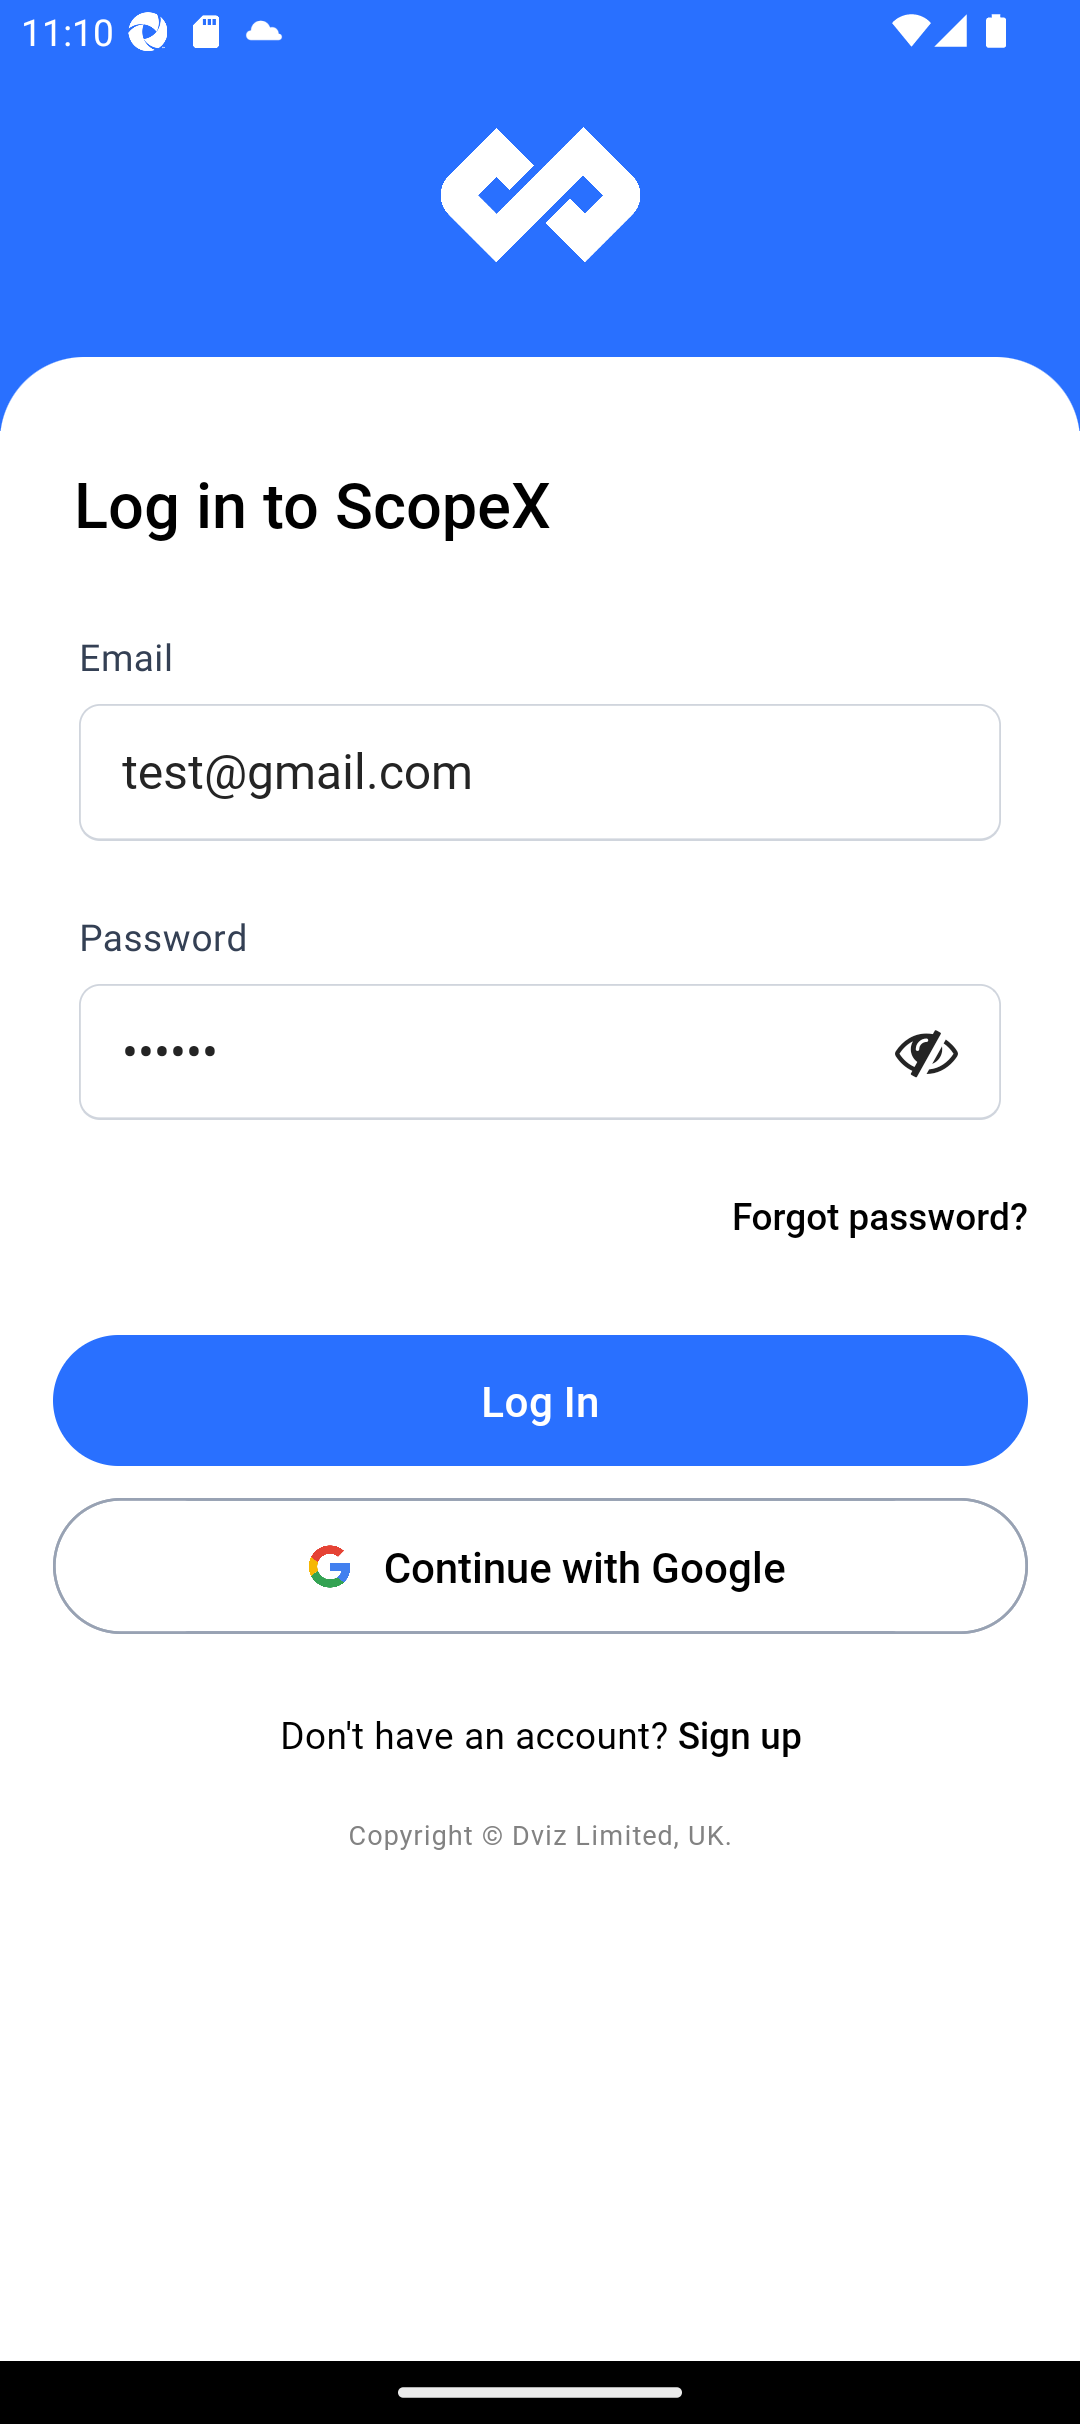 11:10
Log in to ScopeX
Email
test@gmail.com
Password
••••••
Forgot password?
Log In
Continue with Google
Don't have an account? Sign up
Copyright © Dviz Limited, UK.